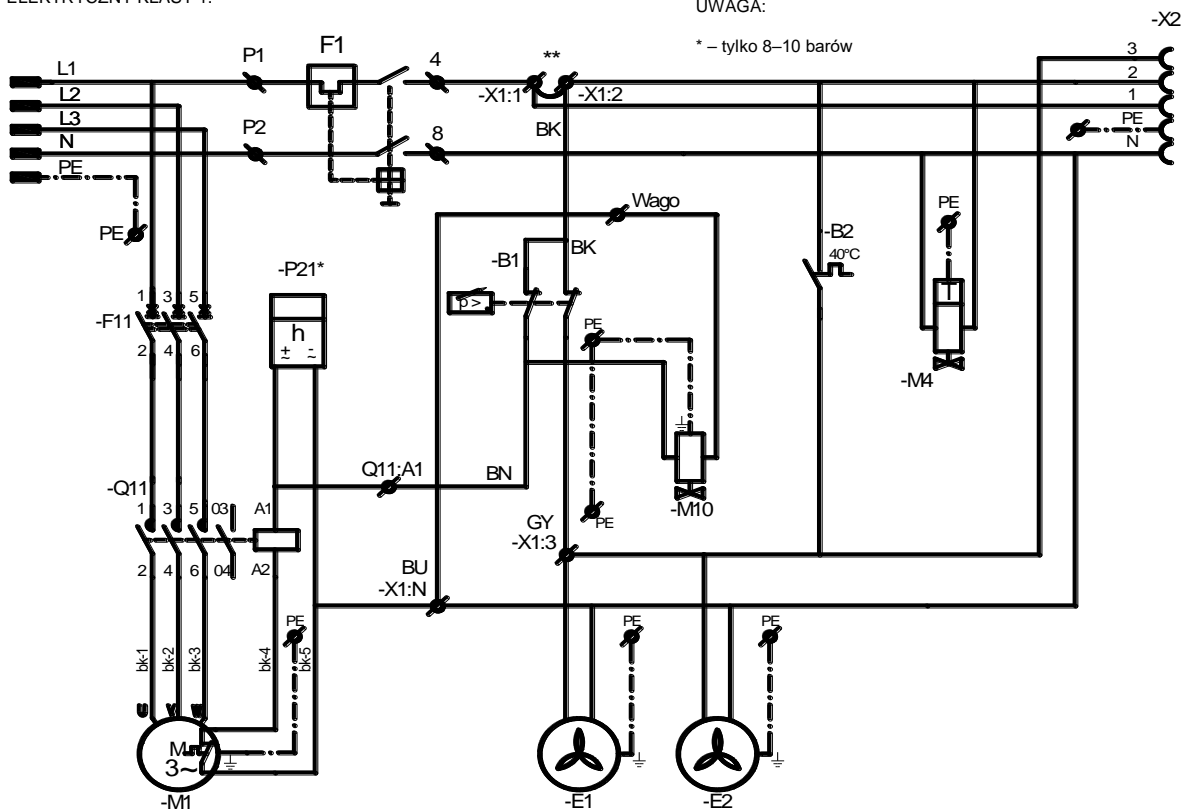 UWAGA:
* – tylko 8–10 barów
-X2
P1
F1
4
**
3
L1
2
-X1:1
-X1:2
L2
1
L3
P2
8
BK
PE
N
N
PE
Wago
PE
PE
-B2
-B1
BK
40°C
-P21*
1
3
5
p >
-F11
h
PE
2
4
6
+
-
~
~
-M4
Q11:A1
BN
-Q11
-M10
1
3
5
03
A1
PE
GY
-X1:3
2
4
6
04
A2
BU
-X1:N
PE
PE
PE
bk-1
bk-2
bk-3
bk-4
bk-5
U
V
W
M
3~
-M1
-E1
-E2